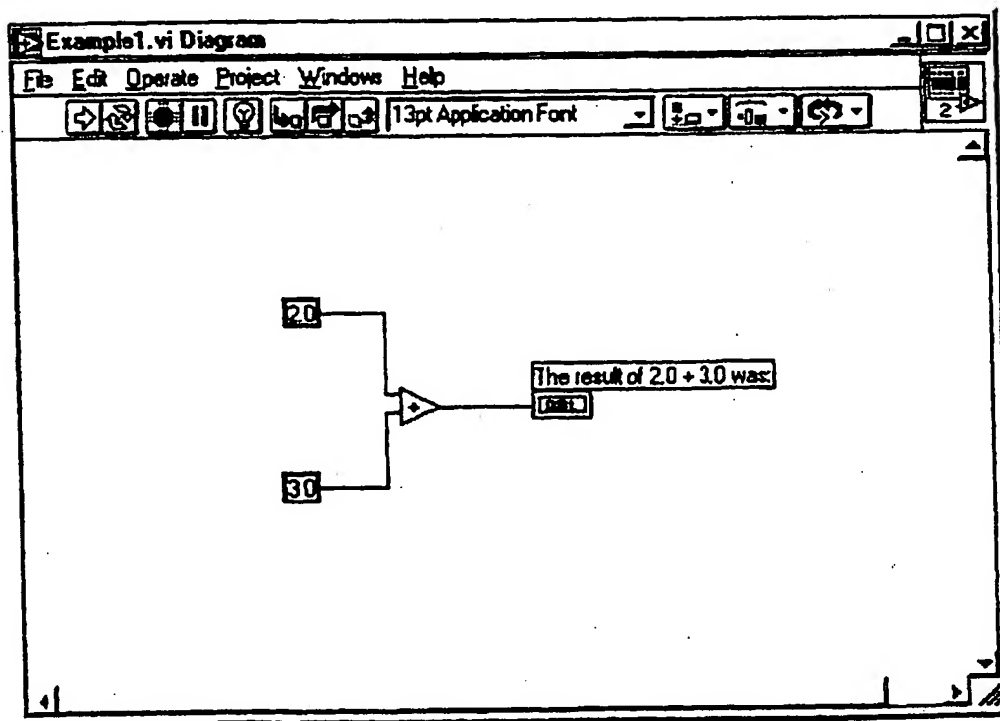 Example1.vi Diagram
File Edit Operate Project Windows Help
13pt Application Font
2
2.0
The result of 2.0 + 3.0 was:
+
3.0